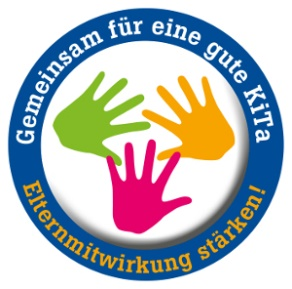 Gemeinsam für eine gute KiTa
Elternmitwirkung stärken!